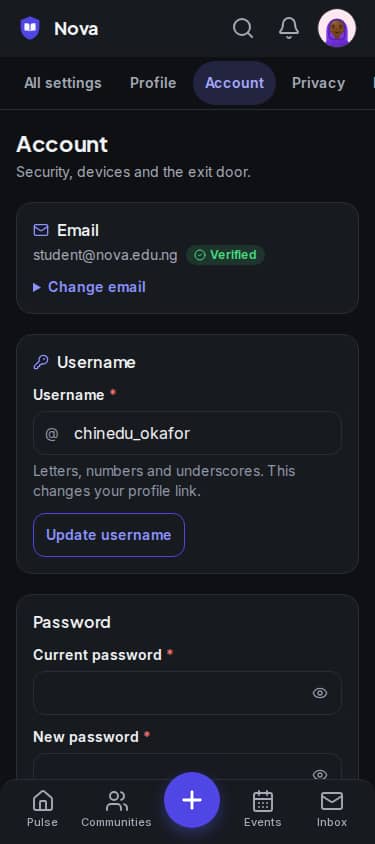 Nova
All settings Profile Account Privacy
Account
Security, devices and the exit door.
Email
student@nova.edu.ng Verified
Change email
Username
Username *
@ chinedu_okafor
Letters, numbers and underscores. This
changes your profile link.
Update username
Password
Current password *
New password *
Pulse Communities Events Inbox